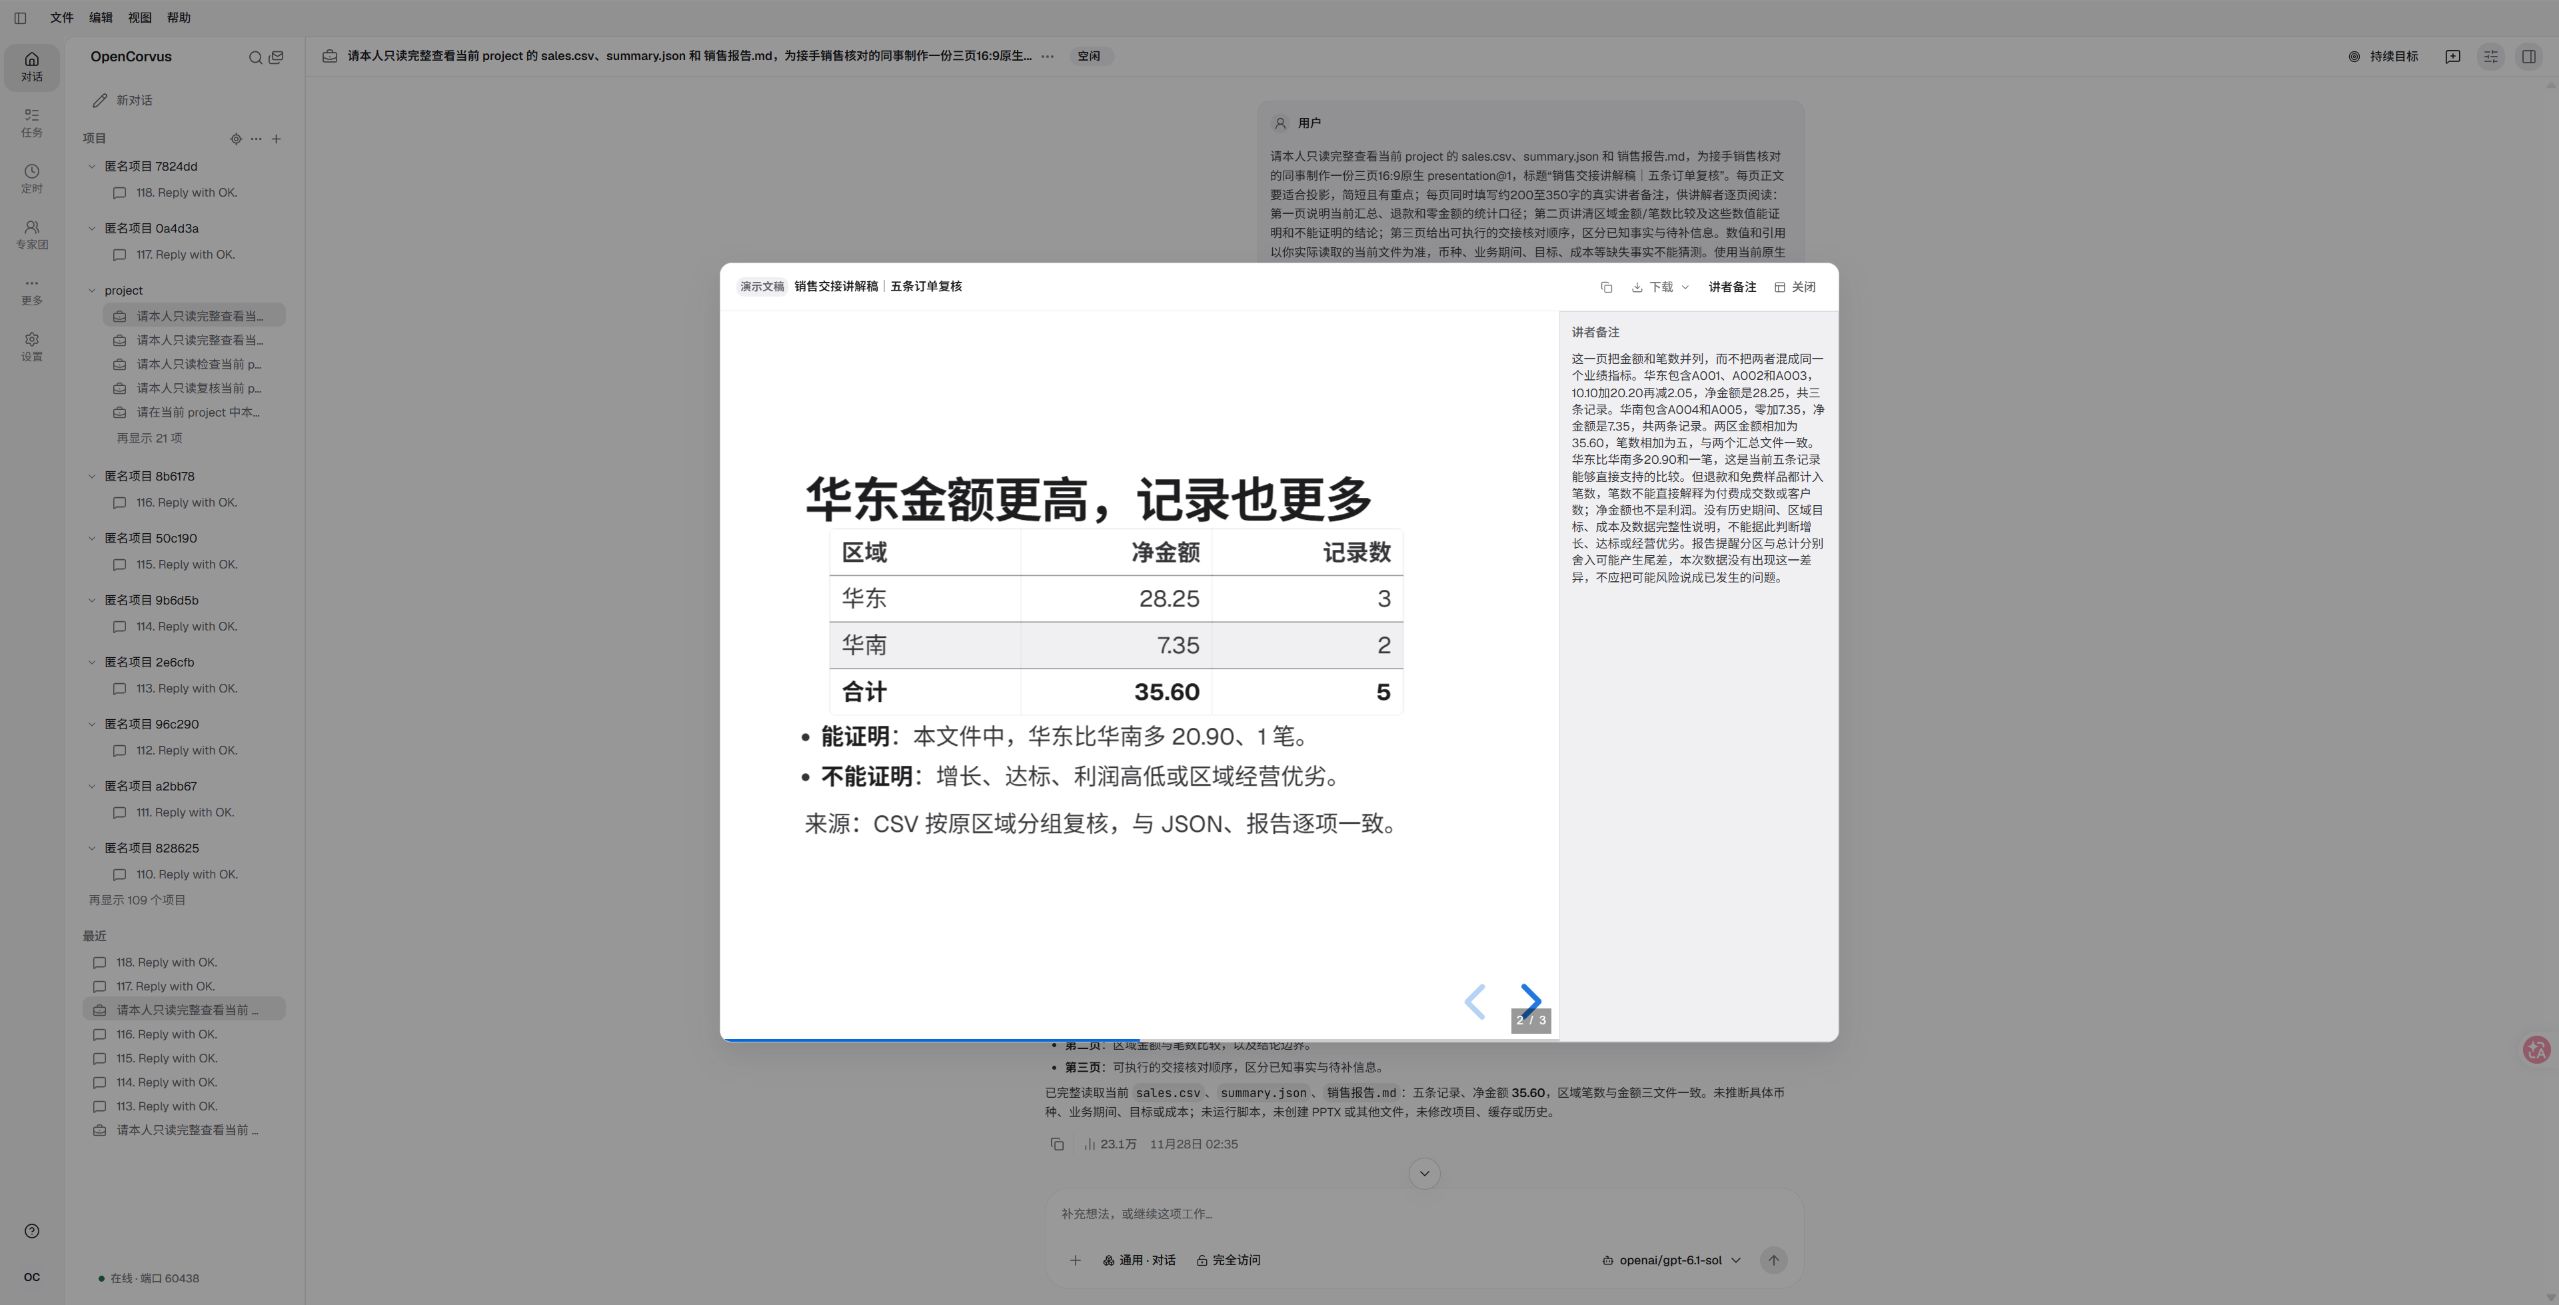 文件 编辑 视图 帮助
对话
任务
定时
专家团
更多
设置
OC
OpenCorvus
新对话
项目
匿名项目 7824dd
118. Reply with OK.
匿名项目 0a4d3a
117. Reply with OK.
project
请本人只读完整查看当...
请本人只读完整查看当...
请本人只读检查当前 p...
请本人只读复核当前 p...
请在当前 project 中本...
再显示 21 项
匿名项目 8b6178
116. Reply with OK.
匿名项目 50c190
115. Reply with OK.
匿名项目 9b6d5b
114. Reply with OK.
匿名项目 2e6cfb
113. Reply with OK.
匿名项目 96c290
112. Reply with OK.
匿名项目 a2bb67
111. Reply with OK.
匿名项目 828625
110. Reply with OK.
再显示 109 个项目
最近
118. Reply with OK.
117. Reply with OK.
请本人只读完整查看当前 ...
116. Reply with OK.
115. Reply with OK.
114. Reply with OK.
113. Reply with OK.
请本人只读完整查看当前 ...
在线 · 端口 60438
请本人只读完整查看当前 project 的 sales.csv、summary.json 和 销售报告.md，为接手销售核对的同事制作一份三页16:9原生... ··· 空闲
持续目标
用户
请本人只读完整查看当前 project 的 sales.csv、summary.json 和 销售报告.md，为接手销售核对
的同事制作一份三页16:9原生 presentation@1，标题“销售交接讲解稿｜五条订单复核”。每页正文
要适合投影，简短且有重点；每页同时填写约200至350字的真实讲者备注，供讲解者逐页阅读：
第一页说明当前汇总、退款和零金额的统计口径；第二页讲清区域金额/笔数比较及这些数值能证
明和不能证明的结论；第三页给出可执行的交接核对顺序，区分已知事实与待补信息。数值和引用
以你实际读取的当前文件为准，币种、业务期间、目标、成本等缺失事实不能猜测。使用当前原生
演示文稿 销售交接讲解稿｜五条订单复核
下载 讲者备注 关闭
华东金额更高，记录也更多
区域 净金额 记录数
华东 28.25 3
华南 7.35 2
合计 35.60 5
• 能证明：本文件中，华东比华南多 20.90、1 笔。
• 不能证明：增长、达标、利润高低或区域经营优劣。
来源：CSV 按原区域分组复核，与 JSON、报告逐项一致。
2 / 3
讲者备注
这一页把金额和笔数并列，而不把两者混成同一
个业绩指标。华东包含A001、A002和A003，
10.10加20.20再减2.05，净金额是28.25，共三
条记录。华南包含A004和A005，零加7.35，净
金额是7.35，共两条记录。两区金额相加为
35.60，笔数相加为五，与两个汇总文件一致。
华东比华南多20.90和一笔，这是当前五条记录
能够直接支持的比较。但退款和免费样品都计入
笔数，笔数不能直接解释为付费成交数或客户
数；净金额也不是利润。没有历史期间、区域目
标、成本及数据完整性说明，不能据此判断增
长、达标或经营优劣。报告提醒分区与总计分别
舍入可能产生尾差，本次数据没有出现这一差
异，不应把可能风险说成已发生的问题。
• 第二页：区域金额与笔数比较，以及结论边界。
• 第三页：可执行的交接核对顺序，区分已知事实与待补信息。
已完整读取当前 sales.csv、summary.json、销售报告.md：五条记录、净金额 35.60，区域笔数与金额三文件一致。未推断具体币
种、业务期间、目标或成本；未运行脚本，未创建 PPTX 或其他文件，未修改项目、缓存或历史。
23.1万 11月28日 02:35
补充想法，或继续这项工作...
通用 · 对话 完全访问
openai/gpt-6.1-sol